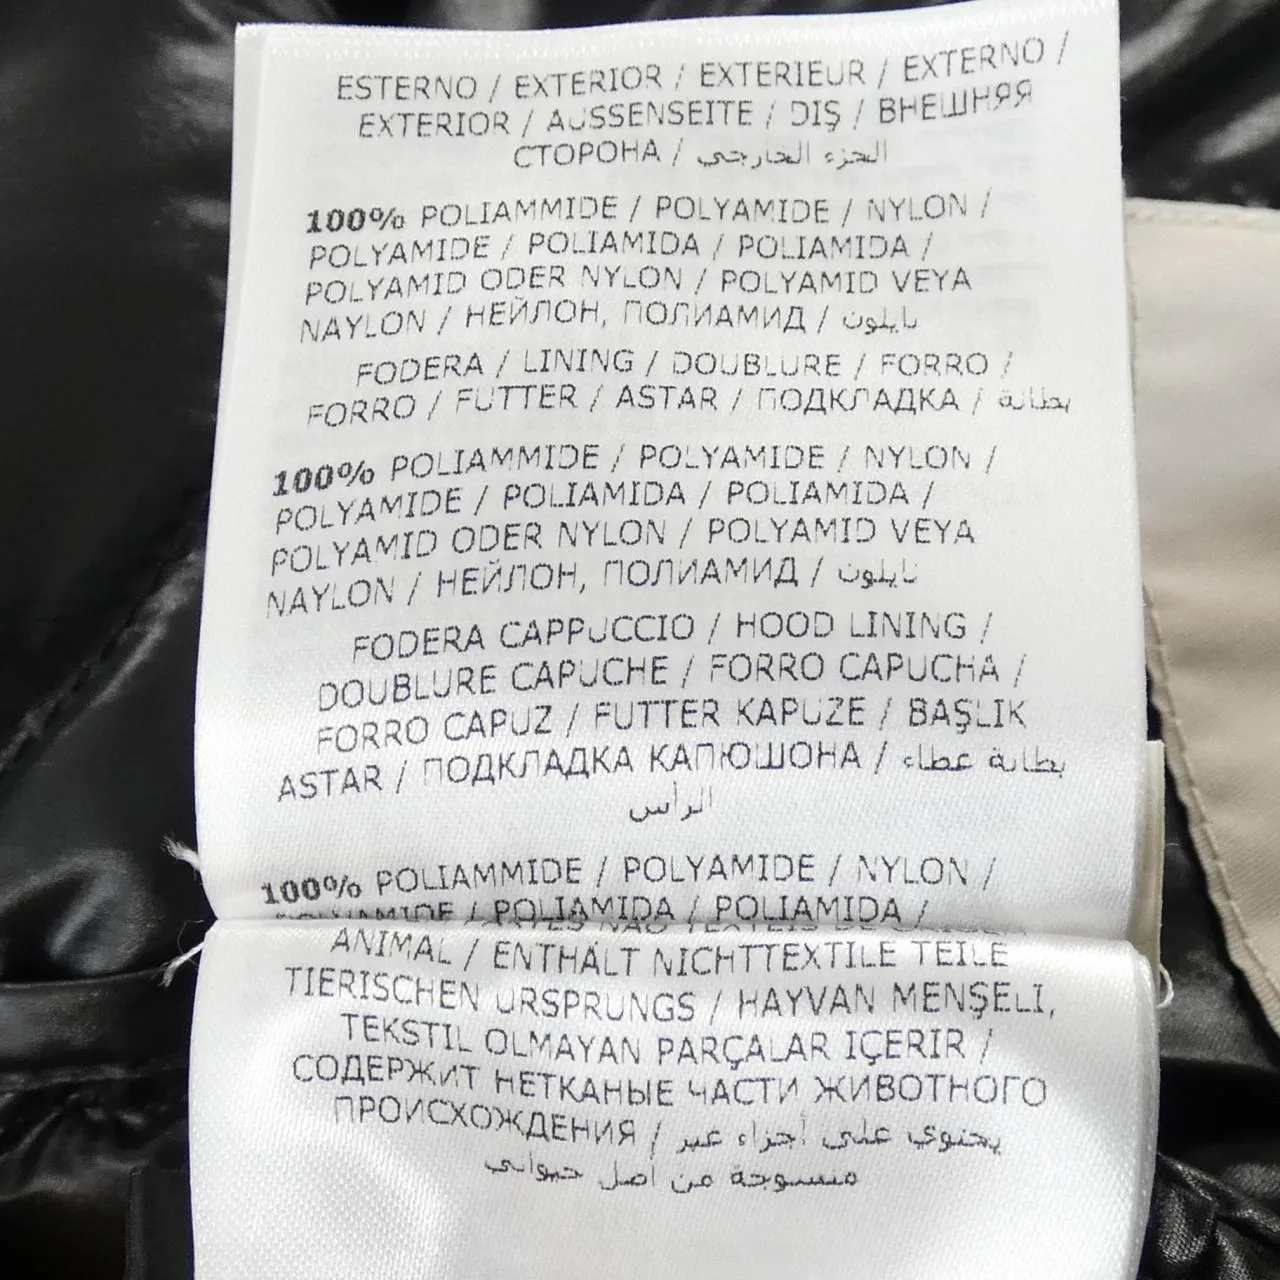 ESTERNO / EXTERIOR / EXTERIEUR / EXTERNO /
EXTERIOR / AUSSENSEITE / DIŞ / ВНЕШНЯЯ
СТОРОНА / الجزء الخارجي
100% POLIAMMIDE / POLYAMIDE / NYLON /
POLYAMIDE / POLIAMIDA / POLIAMIDA /
POLYAMID ODER NYLON / POLYAMID VEYA
NAYLON / НЕЙЛОН, ПОЛИАМИД / نايلون
FODERA / LINING / DOUBLURE / FORRO /
FORRO / FUTTER / ASTAR / ПОДКЛАДКА / بطانة
100% POLIAMMIDE / POLYAMIDE / NYLON /
POLYAMIDE / POLIAMIDA / POLIAMIDA /
POLYAMID ODER NYLON / POLYAMID VEYA
NAYLON / НЕЙЛОН, ПОЛИАМИД / نايلون
FODERA CAPPUCCIO / HOOD LINING /
DOUBLURE CAPUCHE / FORRO CAPUCHA /
FORRO CAPUZ / FUTTER KAPUZE / BAŞLIK
ASTAR / ПОДКЛАДКА КАПЮШОНА / بطانة غطاء
الرأس
100% POLIAMMIDE / POLYAMIDE / NYLON /
POLYAMIDE / POLIAMIDA / POLIAMIDA /
ANIMAL / ENTHÄLT NICHTTEXTILE TEILE
TIERISCHEN URSPRUNGS / HAYVAN MENŞELİ,
TEKSTIL OLMAYAN PARÇALAR IÇERIR /
СОДЕРЖИТ НЕТКАНЫЕ ЧАСТИ ЖИВОТНОГО
ПРОИСХОЖДЕНИЯ / يحتوي على أجزاء غير
منسوجة من أصل حيواني